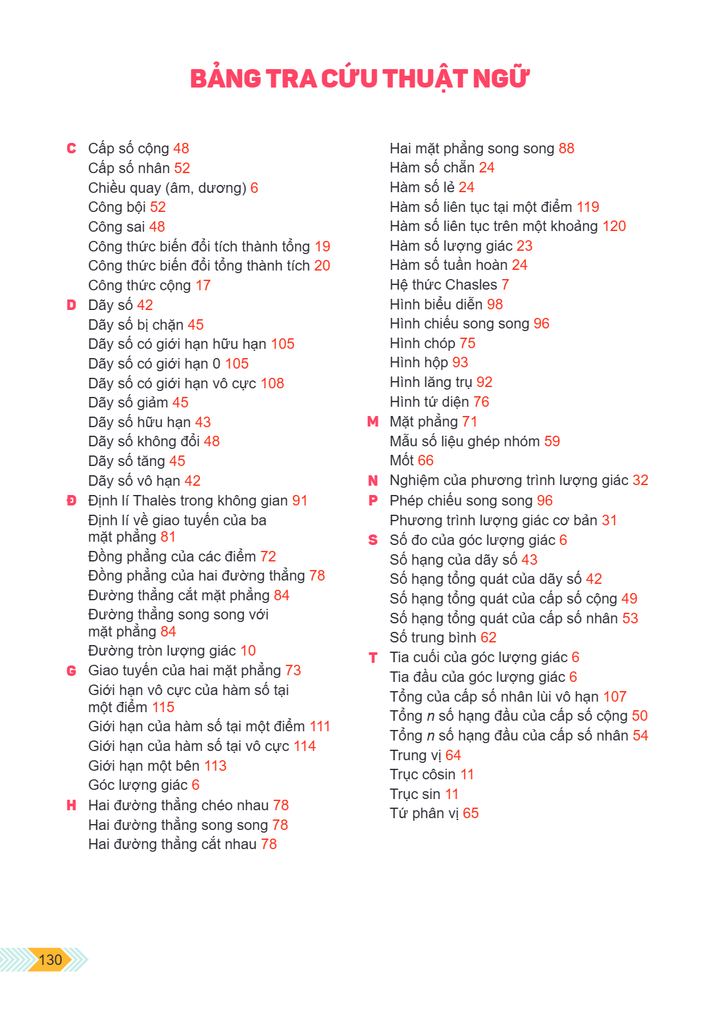 BẢNG TRA CỨU THUẬT NGỮ
C Cấp số cộng 48
Cấp số nhân 52
Chiều quay (âm, dương) 6
Công bội 52
Công sai 48
Công thức biến đổi tích thành tổng 19
Công thức biến đổi tổng thành tích 20
Công thức cộng 17
D Dãy số 42
Dãy số bị chặn 45
Dãy số có giới hạn hữu hạn 105
Dãy số có giới hạn 0 105
Dãy số có giới hạn vô cực 108
Dãy số giảm 45
Dãy số hữu hạn 43
Dãy số không đổi 48
Dãy số tăng 45
Dãy số vô hạn 42
Đ Định lí Thalès trong không gian 91
Định lí về giao tuyến của ba
mặt phẳng 81
Đồng phẳng của các điểm 72
Đồng phẳng của hai đường thẳng 78
Đường thẳng cắt mặt phẳng 84
Đường thẳng song song với
mặt phẳng 84
Đường tròn lượng giác 10
G Giao tuyến của hai mặt phẳng 73
Giới hạn vô cực của hàm số tại
một điểm 115
Giới hạn của hàm số tại một điểm 111
Giới hạn của hàm số tại vô cực 114
Giới hạn một bên 113
Góc lượng giác 6
H Hai đường thẳng chéo nhau 78
Hai đường thẳng song song 78
Hai đường thẳng cắt nhau 78
Hai mặt phẳng song song 88
Hàm số chẵn 24
Hàm số lẻ 24
Hàm số liên tục tại một điểm 119
Hàm số liên tục trên một khoảng 120
Hàm số lượng giác 23
Hàm số tuần hoàn 24
Hệ thức Chasles 7
Hình biểu diễn 98
Hình chiếu song song 96
Hình chóp 75
Hình hộp 93
Hình lăng trụ 92
Hình tứ diện 76
M Mặt phẳng 71
Mẫu số liệu ghép nhóm 59
Mốt 66
N Nghiệm của phương trình lượng giác 32
P Phép chiếu song song 96
Phương trình lượng giác cơ bản 31
S Số đo của góc lượng giác 6
Số hạng của dãy số 43
Số hạng tổng quát của dãy số 42
Số hạng tổng quát của cấp số cộng 49
Số hạng tổng quát của cấp số nhân 53
Số trung bình 62
T Tia cuối của góc lượng giác 6
Tia đầu của góc lượng giác 6
Tổng của cấp số nhân lùi vô hạn 107
Tổng n số hạng đầu của cấp số cộng 50
Tổng n số hạng đầu của cấp số nhân 54
Trung vị 64
Trục côsin 11
Trục sin 11
Tứ phân vị 65
130